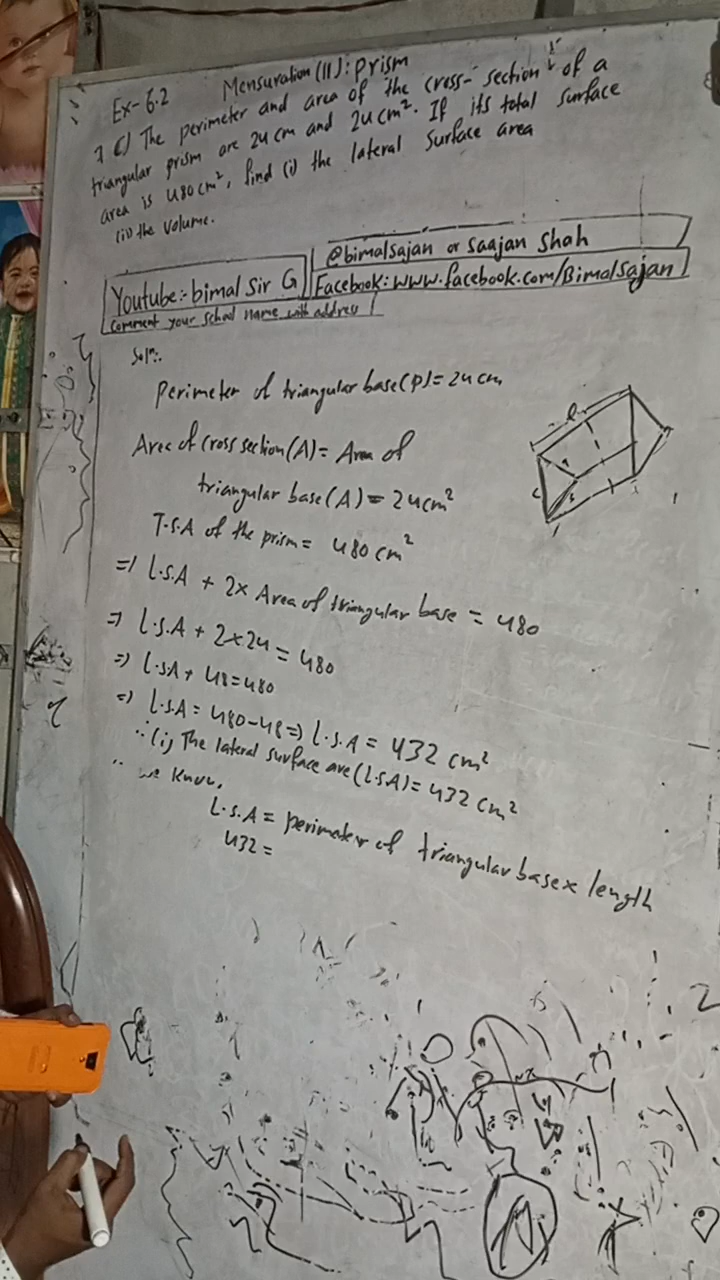 Ex-6.2 Mensuration (II): prism
7 c) The perimeter and area of the cross-section of a
triangular prism are 24 cm and 24 cm². If its total surface
area is 480 cm², find (i) the lateral surface area
(ii) the volume.
@bimalsajan or saajan shah
Youtube:- bimal Sir G
Facebook: www.facebook.com/Bimalsajan
comment your school name with address
Solⁿ:
perimeter of triangular base (p) = 24 cm
Area of cross section (A) = Area of
triangular base (A) = 24 cm²
T.S.A of the prism = 480 cm²
=) L.S.A + 2x Area of triangular base = 480
=) L.S.A + 2x24 = 480
=) L.S.A + 48 = 480
=) L.S.A = 480-48 =) L.S.A = 432 cm²
∴ (i) The lateral surface are (L.S.A) = 432 cm²
∴ we know,
L.S.A = perimeter of triangular base x length
432 =